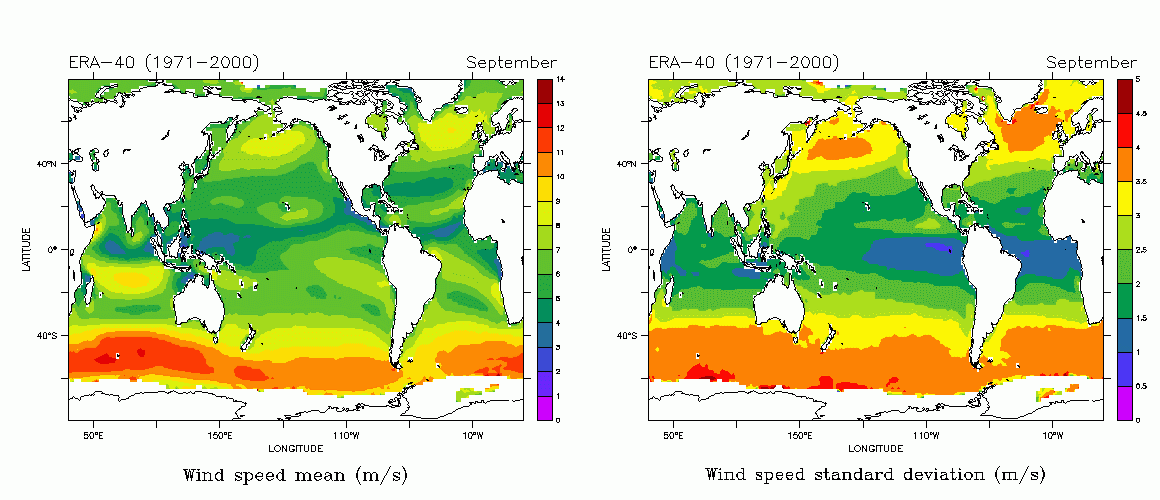 ERA-40 (1971-2000) September
14
13
12
11
10
9
8
7
6
5
4
3
2
1
0
40°N
0°
40°S
LATITUDE
50°E 150°E 110°W 10°W
LONGITUDE
Wind speed mean (m/s)
ERA-40 (1971-2000) September
5
4.5
4
3.5
3
2.5
2
1.5
1
0.5
0
40°N
0°
40°S
LATITUDE
50°E 150°E 110°W 10°W
LONGITUDE
Wind speed standard deviation (m/s)